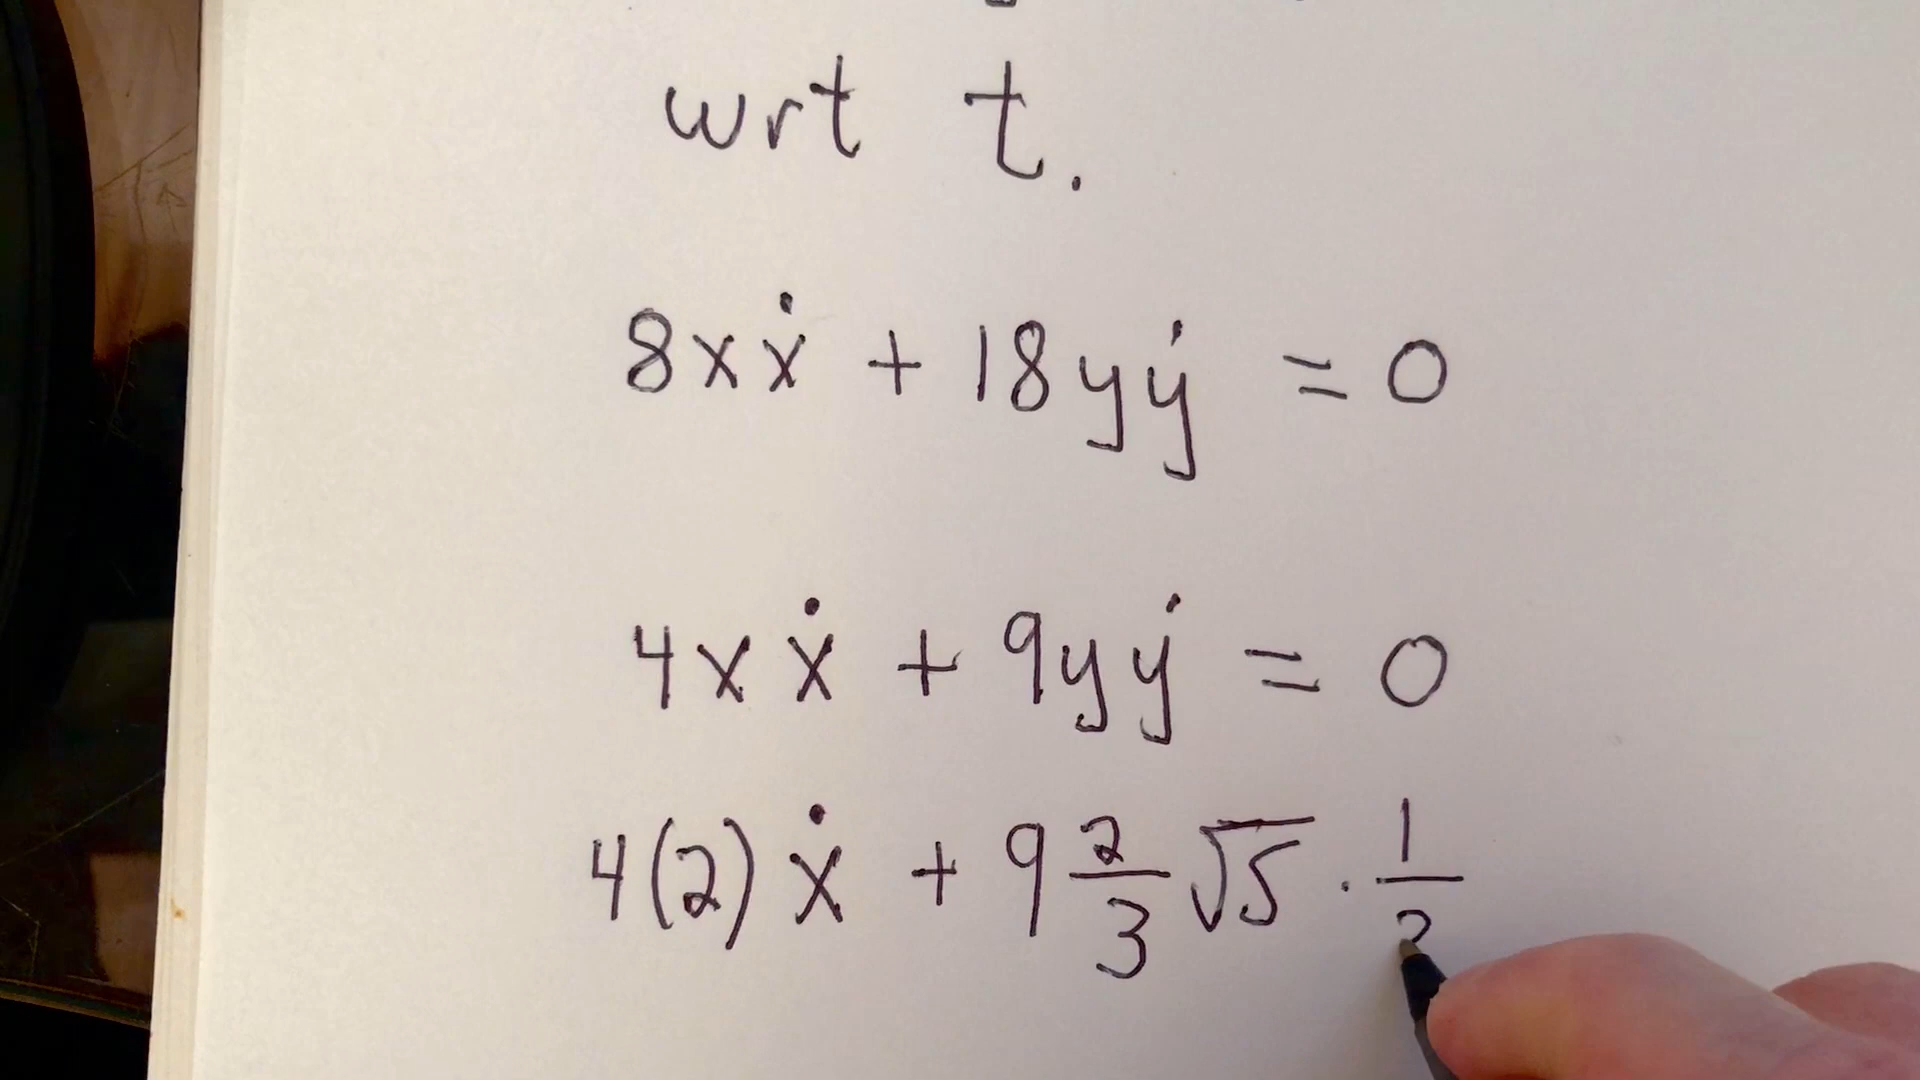 wrt t.
8xẋ + 18yẏ = 0
4xẋ + 9yẏ = 0
4(2)ẋ + 9 2/3 √5 · 1/